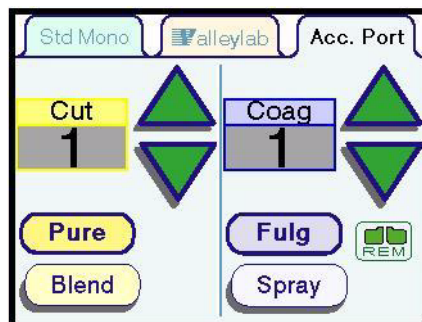 Std Mono Valleylab Acc. Port
Cut Coag
1 1
Pure Fulg
REM
Blend Spray